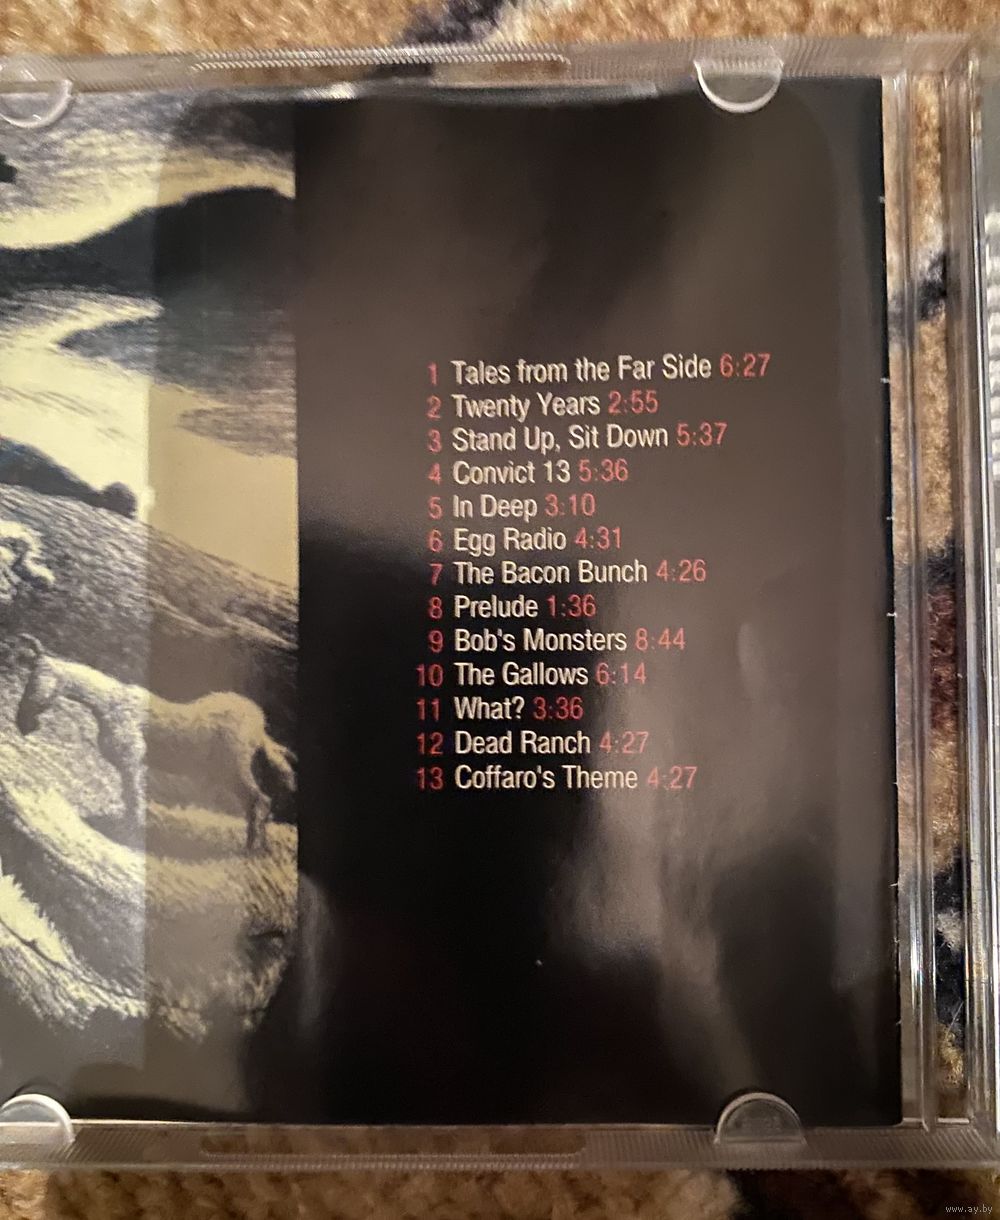 1 Tales from the Far Side 6:27
2 Twenty Years 2:55
3 Stand Up, Sit Down 5:37
4 Convict 13 5:36
5 In Deep 3:10
6 Egg Radio 4:31
7 The Bacon Bunch 4:26
8 Prelude 1:36
9 Bob's Monsters 8:44
10 The Gallows 6:14
11 What? 3:36
12 Dead Ranch 4:27
13 Coffaro's Theme 4:27
www.ay.by